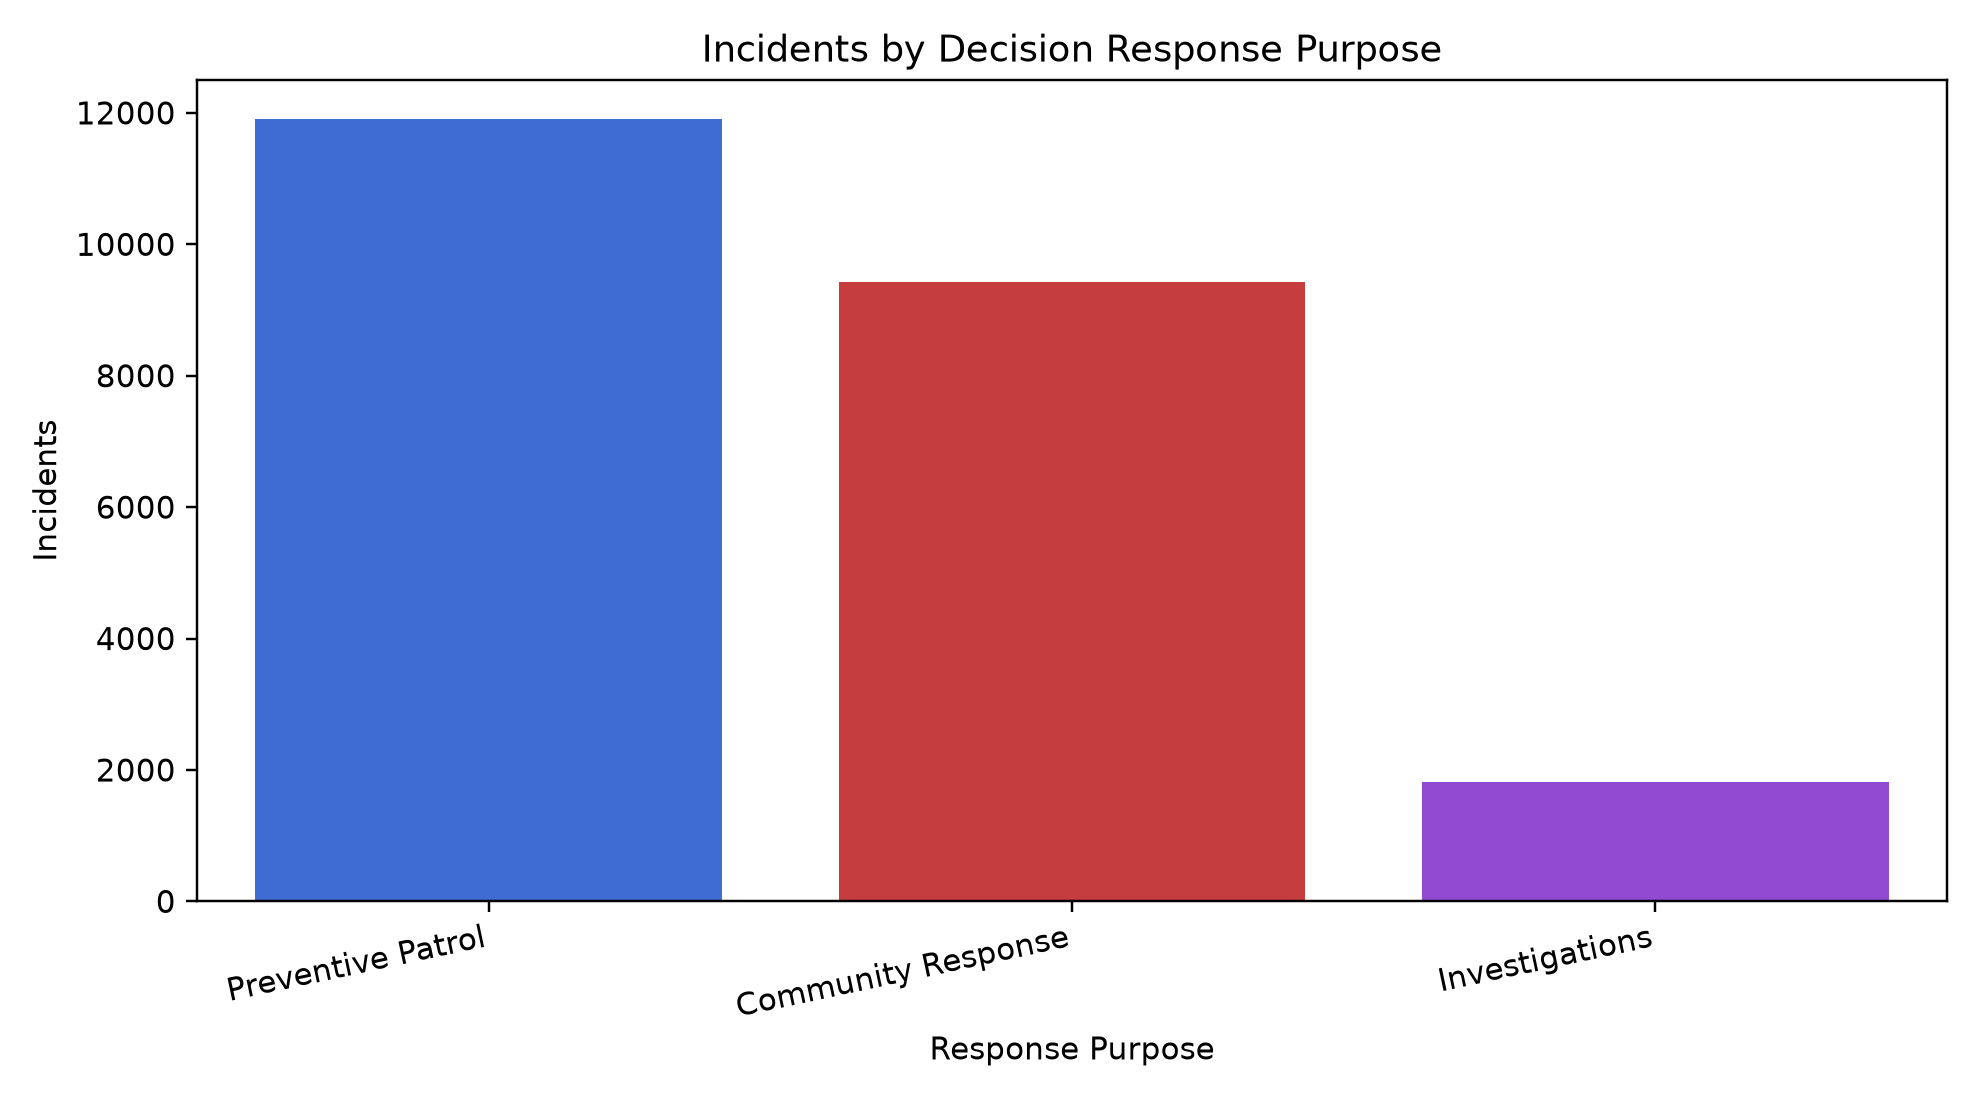 Incidents by Decision Response Purpose
12000
10000
8000
6000
4000
2000
0
Incidents
Preventive Patrol
Community Response
Investigations
Response Purpose